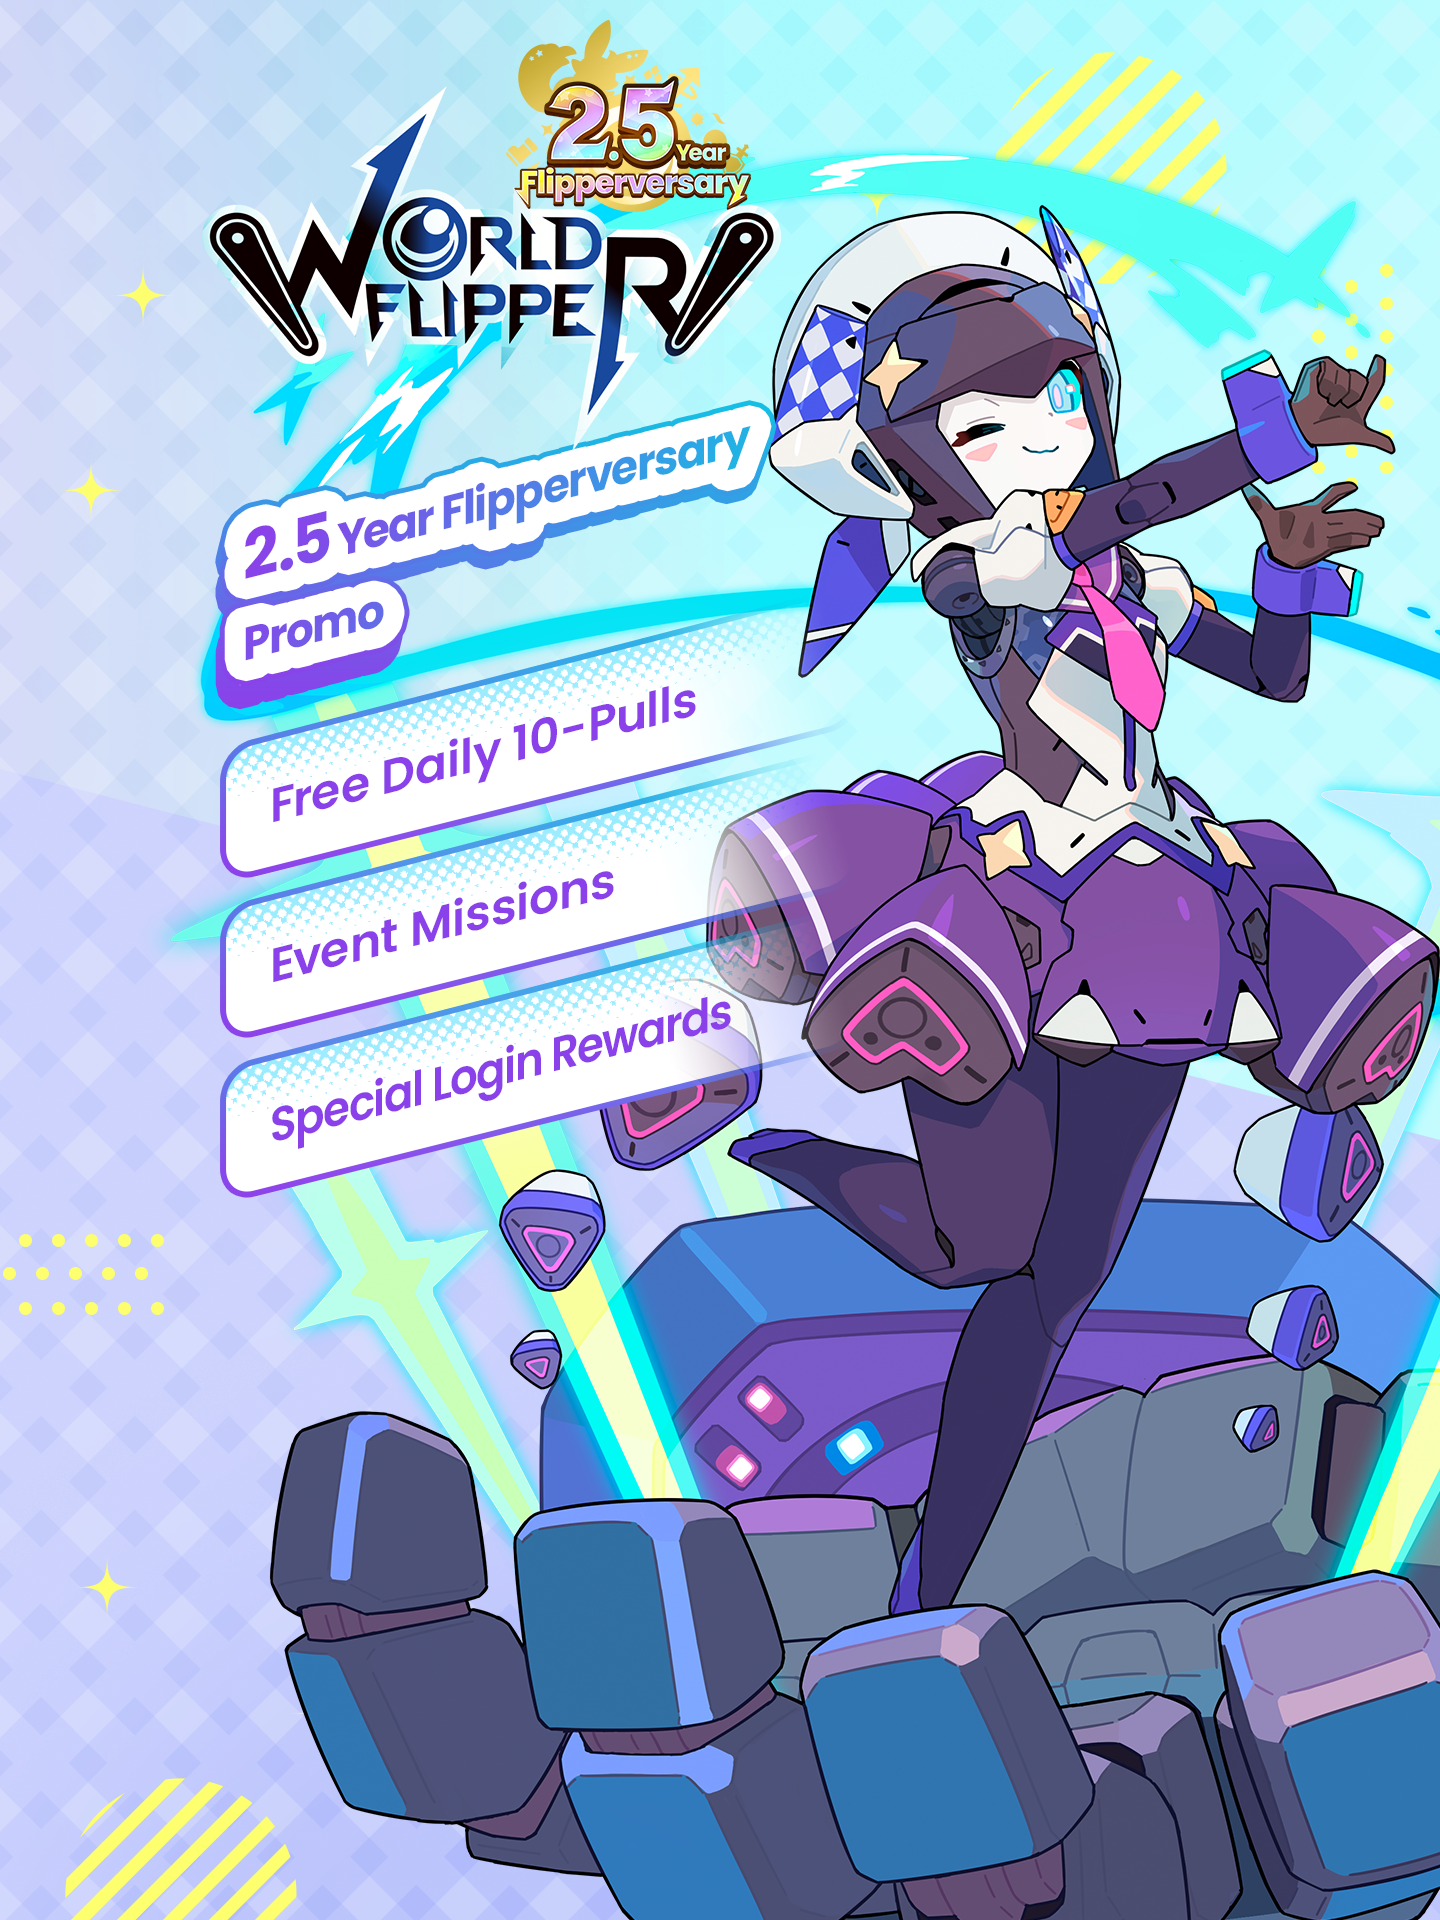 2.5 Year
Flipperversary
WORLD
FLIPPER
2.5 Year Flipperversary
Promo
Free Daily 10-Pulls
Event Missions
Special Login Rewards